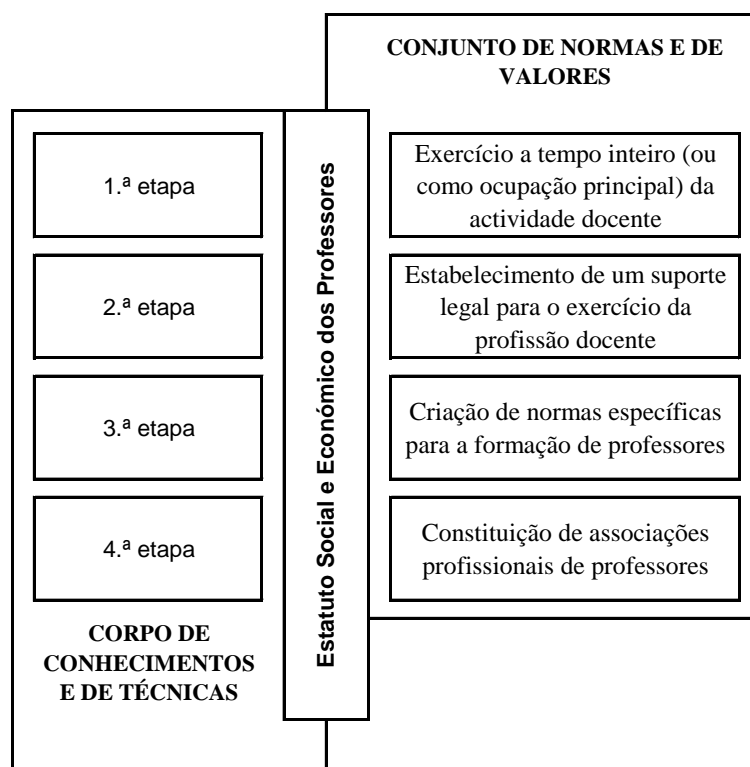 CONJUNTO DE NORMAS E DE
VALORES
1.ª etapa
Exercício a tempo inteiro (ou
como ocupação principal) da
actividade docente
2.ª etapa
Estabelecimento de um suporte
legal para o exercício da
profissão docente
3.ª etapa
Criação de normas específicas
para a formação de professores
4.ª etapa
Constituição de associações
profissionais de professores
Estatuto Social e Económico dos Professores
CORPO DE
CONHECIMENTOS
E DE TÉCNICAS